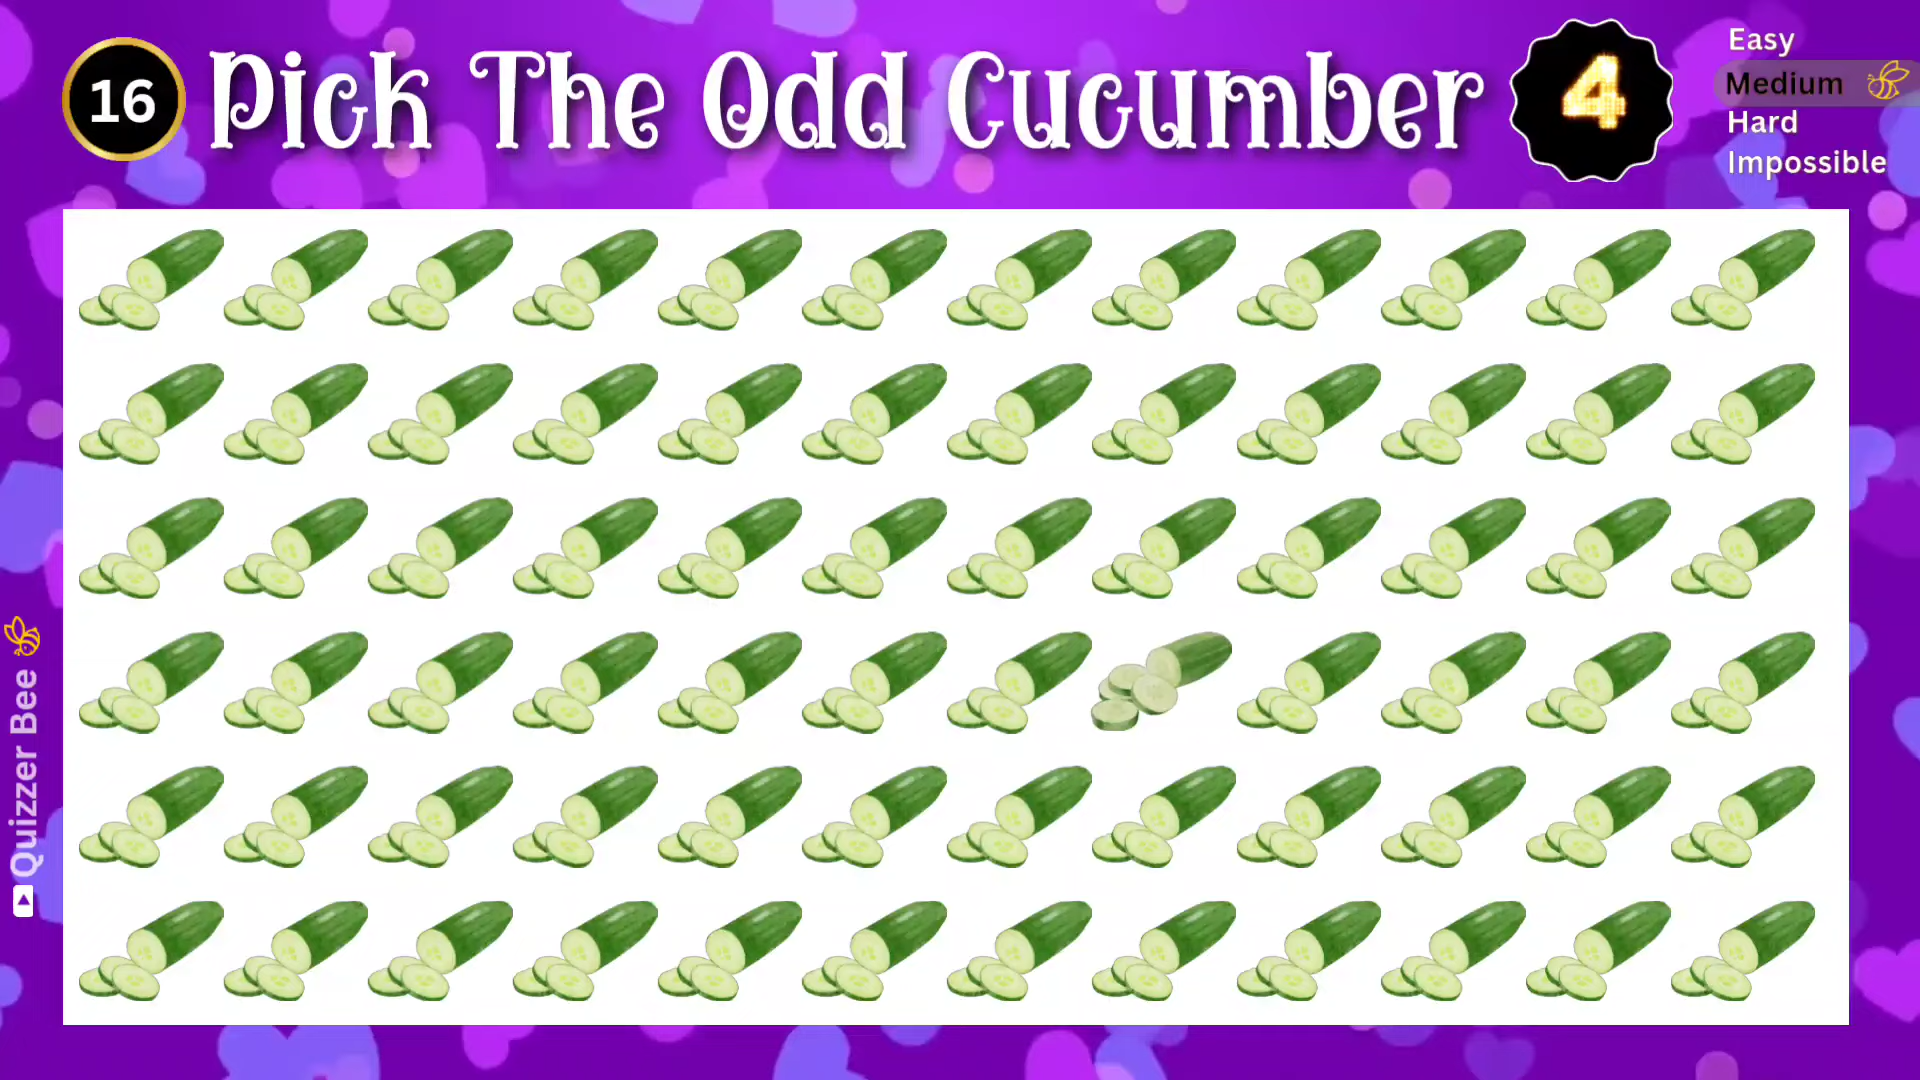 16
Pick The Odd Cucumber
4
Easy
Medium
Hard
Impossible
Quizzer Bee